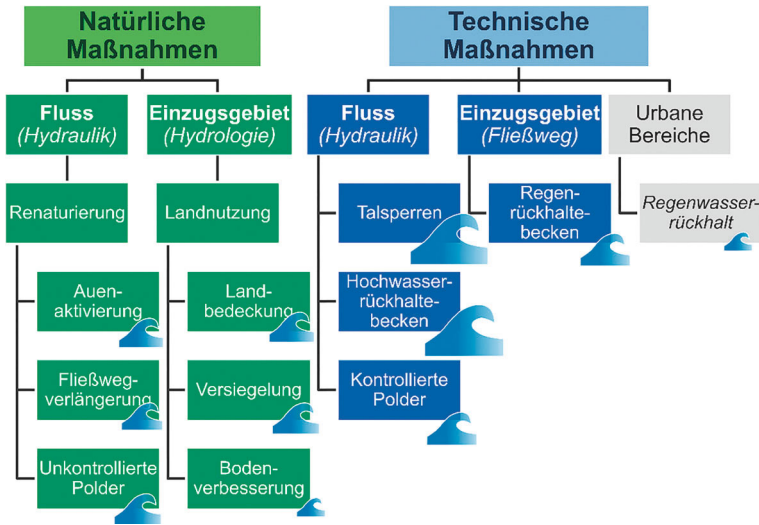 Natürliche
Maßnahmen
Technische
Maßnahmen
Fluss
(Hydraulik)
Einzugsgebiet
(Hydrologie)
Fluss
(Hydraulik)
Einzugsgebiet
(Fließweg)
Urbane
Bereiche
Renaturierung
Landnutzung
Talsperren
Regen-
rückhalte-
becken
Regenwasser-
rückhalt
Auen-
aktivierung
Land-
bedeckung
Hochwasser-
rückhalte-
becken
Fließweg-
verlängerung
Versiegelung
Kontrollierte
Polder
Unkontrollierte
Polder
Boden-
verbesserung